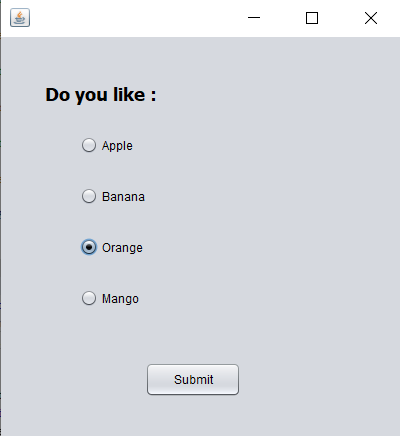 Do you like :
Apple
Banana
Orange
Mango
Submit